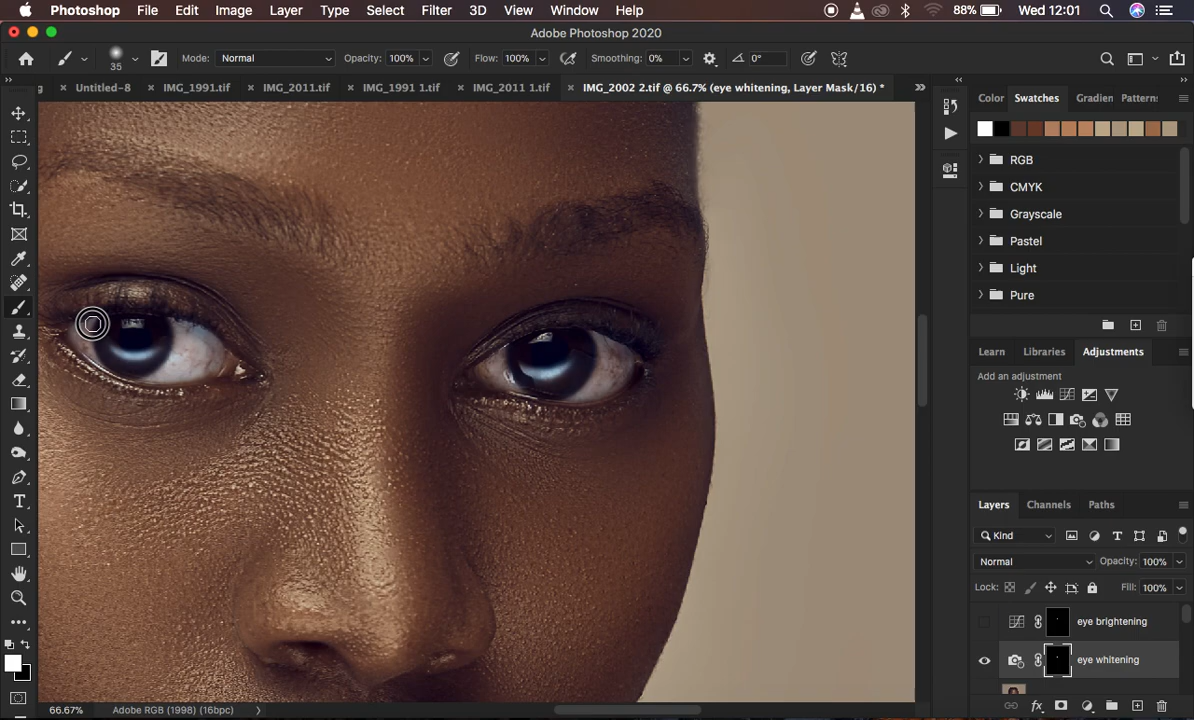 Photoshop File Edit Image Layer Type Select Filter 3D View Window Help 88% Wed 12:01
Adobe Photoshop 2020
35 Mode: Normal Opacity: 100% Flow: 100% Smoothing: 0% 0°
Untitled-8 IMG_1991.tif IMG_2011.tif IMG_1991 1.tif IMG_2011 1.tif IMG_2002 2.tif @ 66.7% (eye whitening, Layer Mask/16) *
Color Swatches Gradien Pattern:
RGB
CMYK
Grayscale
Pastel
Light
Pure
Learn Libraries Adjustments
Add an adjustment
Layers Channels Paths
Kind
Normal Opacity: 100%
Lock: Fill: 100%
eye brightening
eye whitening
66.67% Adobe RGB (1998) (16bpc)